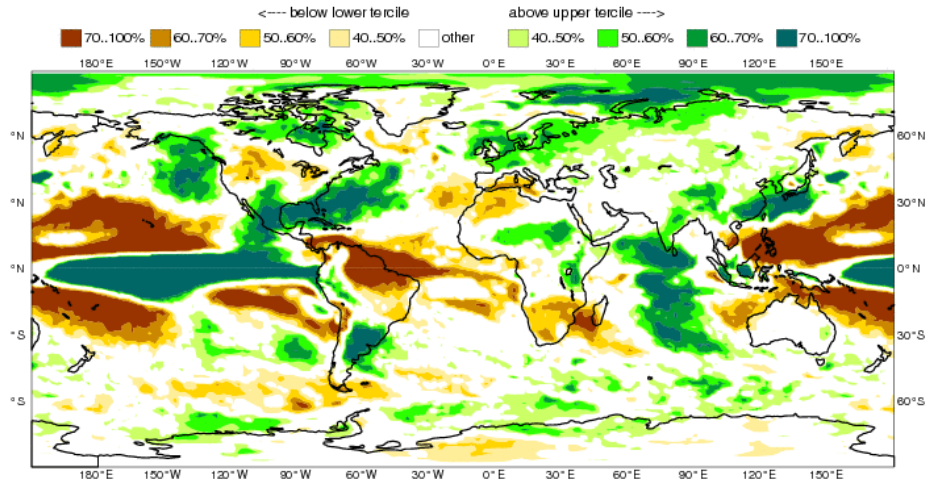 <---- below lower tercile above upper tercile ---->
70..100% 60..70% 50..60% 40..50% other 40..50% 50..60% 60..70% 70..100%
180°E 150°W 120°W 90°W 60°W 30°W 0°E 30°E 60°E 90°E 120°E 150°E
°N 60°N
°N 30°N
°N 0°N
°S 30°S
°S 60°S
180°W 150°W 120°W 90°W 60°W 30°W 0°E 30°E 60°E 90°E 120°E 150°E